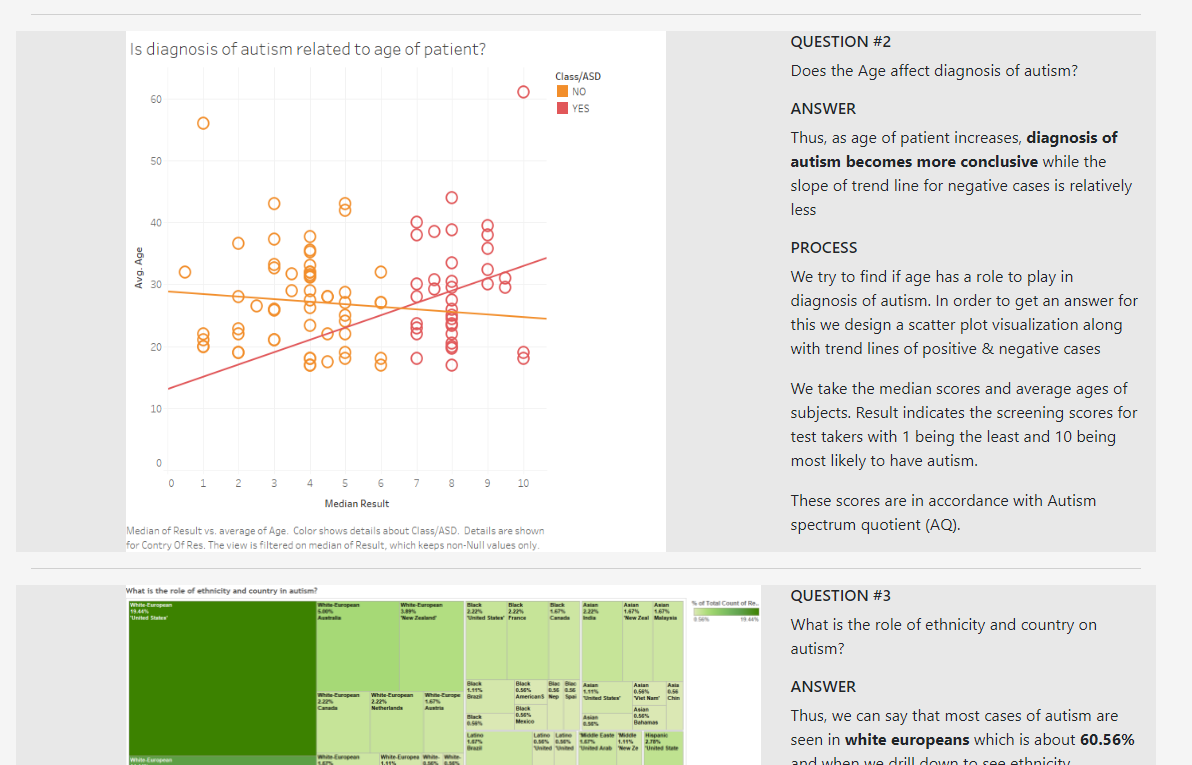 Is diagnosis of autism related to age of patient?
Class/ASD
NO
YES
60
50
40
30
20
10
0
Avg. Age
0 1 2 3 4 5 6 7 8 9 10
Median Result
Median of Result vs. average of Age. Color shows details about Class/ASD. Details are shown
for Contry Of Res. The view is filtered on median of Result, which keeps non-Null values only.
QUESTION #2
Does the Age affect diagnosis of autism?
ANSWER
Thus, as age of patient increases, diagnosis of
autism becomes more conclusive while the
slope of trend line for negative cases is relatively
less
PROCESS
We try to find if age has a role to play in
diagnosis of autism. In order to get an answer for
this we design a scatter plot visualization along
with trend lines of positive & negative cases
We take the median scores and average ages of
subjects. Result indicates the screening scores for
test takers with 1 being the least and 10 being
most likely to have autism.
These scores are in accordance with Autism
spectrum quotient (AQ).
What is the role of ethnicity and country in autism?
White-European
19.44%
'United States'
White-European
5.00%
Australia
White-European
3.89%
'New Zealand'
White-European
2.22%
Canada
White-European
2.22%
Netherlands
White-Europe
1.67%
Austria
White-European
White-European
1.67%
White-Europea
1.11%
White-
0.56%
White-
0.56%
Black
2.22%
'United States'
Black
2.22%
France
Black
1.67%
Canada
Black
1.11%
Brazil
Black
0.56%
AmericanS
Blac
0.56
Nep
Blac
0.56
Spai
Black
0.56%
Black
0.56%
Mexico
Asian
2.22%
India
Asian
1.67%
'New Zeal
Asian
1.67%
Malaysia
Asian
1.11%
'United States'
Asian
0.56%
'Viet Nam'
Asia
0.56
Chin
Asian
0.56%
Asian
0.56%
Bahamas
Latino
1.67%
Brazil
Latino
0.56%
'United
Latino
0.56%
'United
'Middle Easte
1.67%
'United Arab
'Middle
1.11%
'New Ze
Hispanic
2.78%
'United State
% of Total Count of Re..
0.56% 19.44%
QUESTION #3
What is the role of ethnicity and country on
autism?
ANSWER
Thus, we can say that most cases of autism are
seen in white europeans that is around 60.56%
and when we drill down to see ethnicity